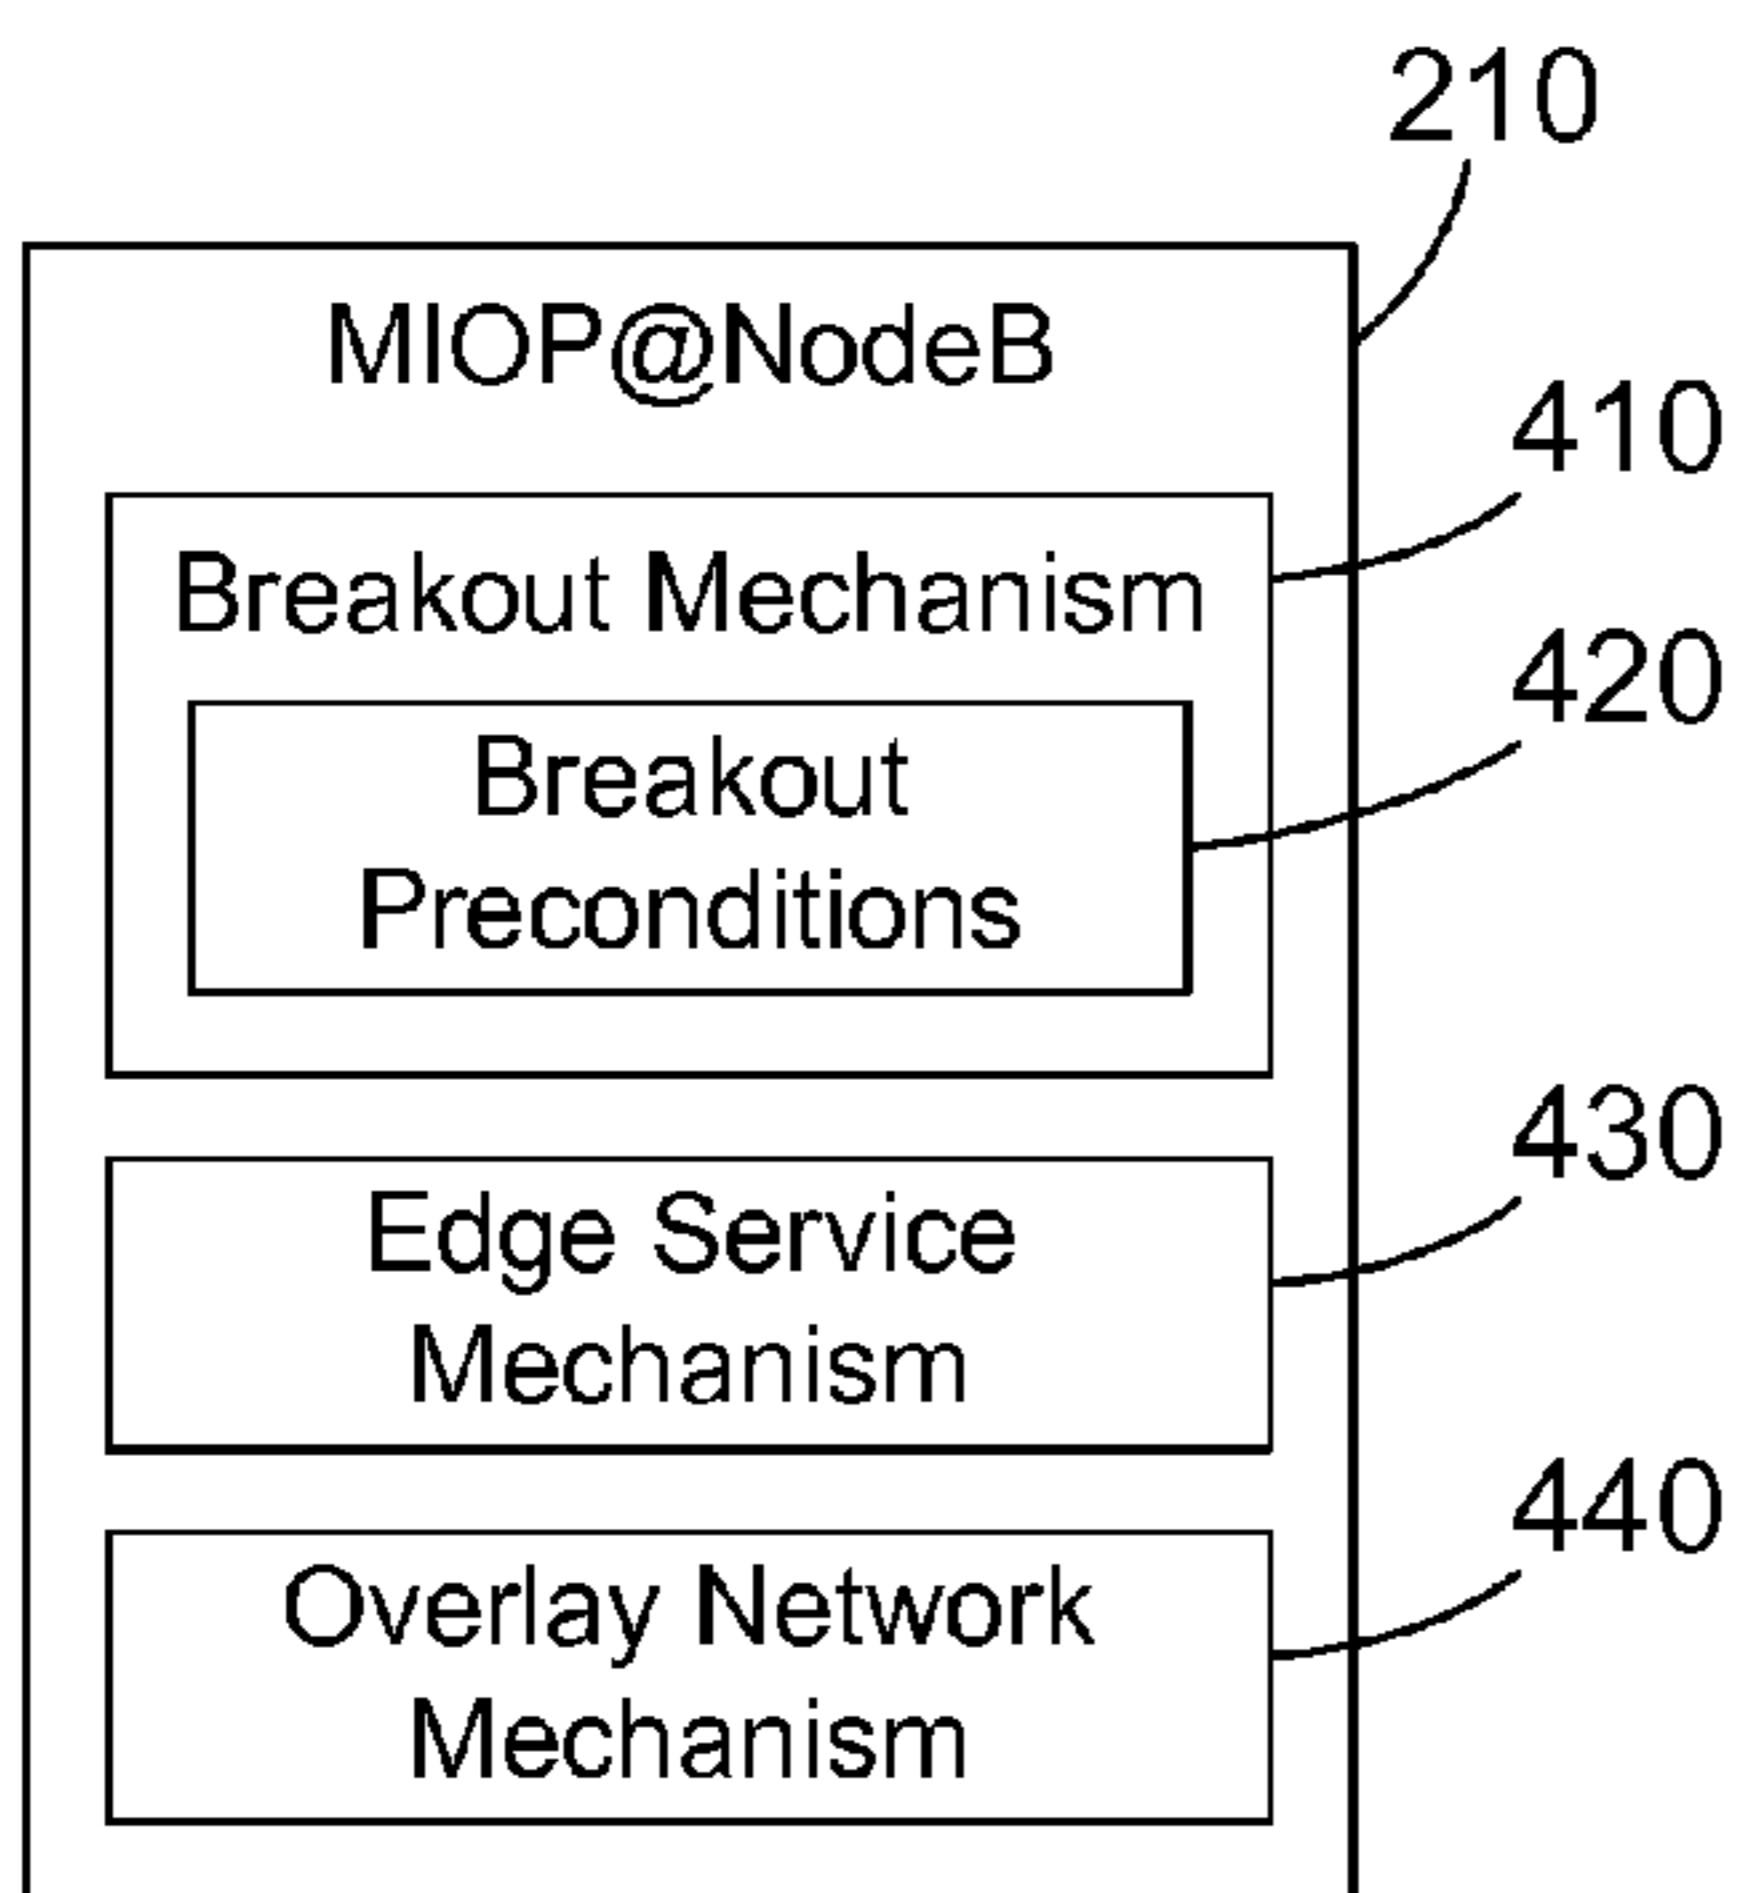 210
MIOP@NodeB
410
Breakout Mechanism
420
Breakout
Preconditions
430
Edge Service
Mechanism
440
Overlay Network
Mechanism